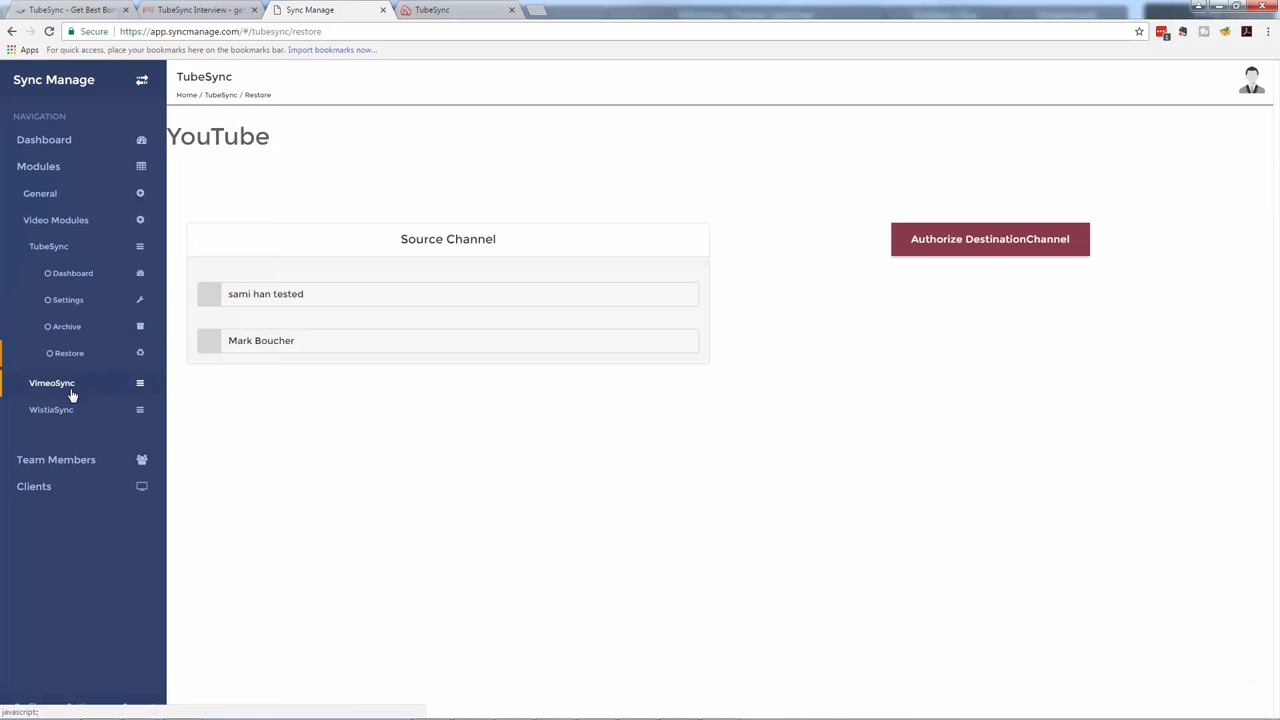 TubeSync - Get Best Bo
TubeSync Interview - ge
Sync Manage
TubeSync
Secure
https://app.syncmanage.com/#/tubesync/restore
Apps
For quick access, place your bookmarks here on the bookmarks bar. Import bookmarks now...
Sync Manage
TubeSync
Home / TubeSync / Restore
NAVIGATION
YouTube
Dashboard
Modules
General
Video Modules
Source Channel
Authorize DestinationChannel
TubeSync
Dashboard
sami han tested
Settings
Archive
Mark Boucher
Restore
VimeoSync
WistiaSync
Team Members
Clients
javascript: